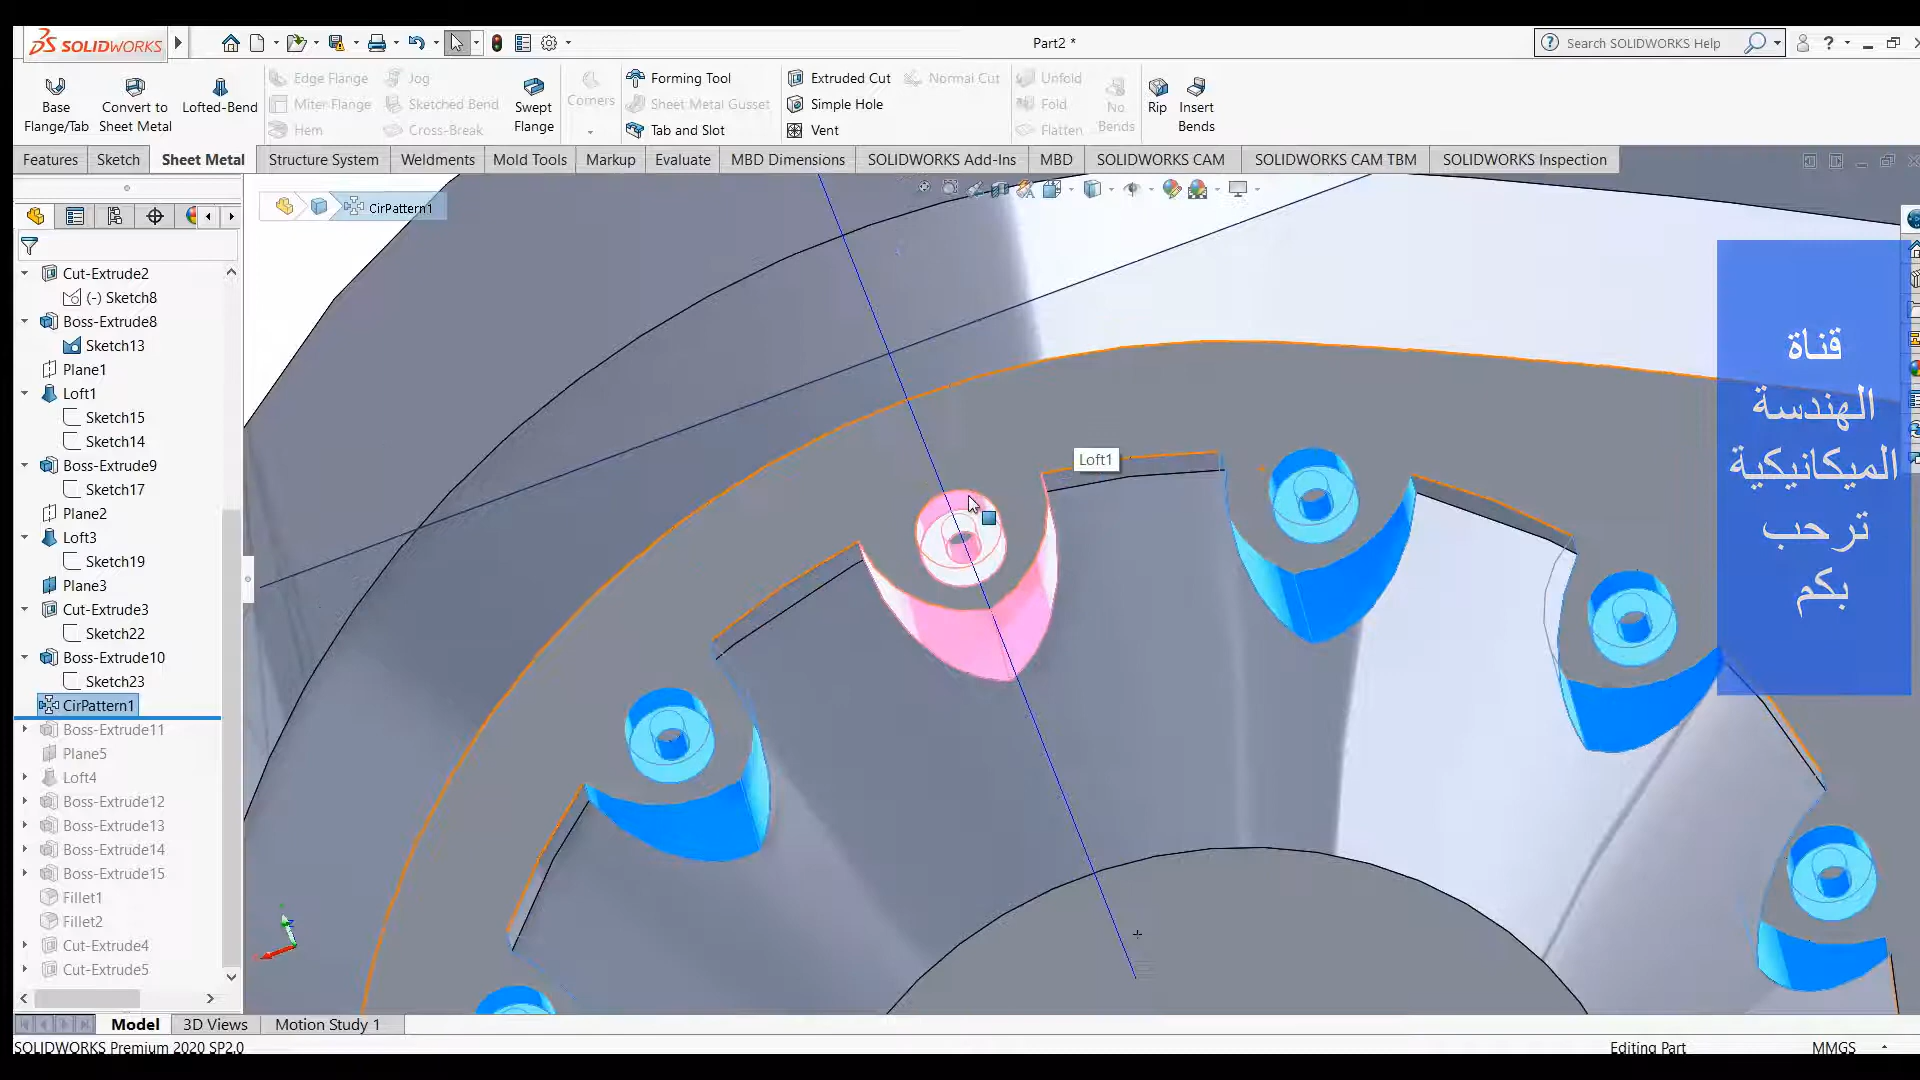 SOLIDWORKS
Part2 *
Search SOLIDWORKS Help
Base Flange/Tab
Convert to Sheet Metal
Lofted-Bend
Edge Flange
Miter Flange
Hem
Jog
Sketched Bend
Cross-Break
Swept Flange
Corners
Forming Tool
Sheet Metal Gusset
Tab and Slot
Extruded Cut
Simple Hole
Vent
Normal Cut
Unfold
Fold
Flatten
No Bends
Rip
Insert Bends
Features
Sketch
Sheet Metal
Structure System
Weldments
Mold Tools
Markup
Evaluate
MBD Dimensions
SOLIDWORKS Add-Ins
MBD
SOLIDWORKS CAM
SOLIDWORKS CAM TBM
SOLIDWORKS Inspection
CirPattern1
Cut-Extrude2
(-) Sketch8
Boss-Extrude8
Sketch13
Plane1
Loft1
Sketch15
Sketch14
Boss-Extrude9
Sketch17
Plane2
Loft3
Sketch19
Plane3
Cut-Extrude3
Sketch22
Boss-Extrude10
Sketch23
CirPattern1
Boss-Extrude11
Plane5
Loft4
Boss-Extrude12
Boss-Extrude13
Boss-Extrude14
Boss-Extrude15
Fillet1
Fillet2
Cut-Extrude4
Cut-Extrude5
Loft1
قناة
الهندسة
الميكانيكية
ترحب
بكم
Model
3D Views
Motion Study 1
SOLIDWORKS Premium 2020 SP2.0
Editing Part
MMGS